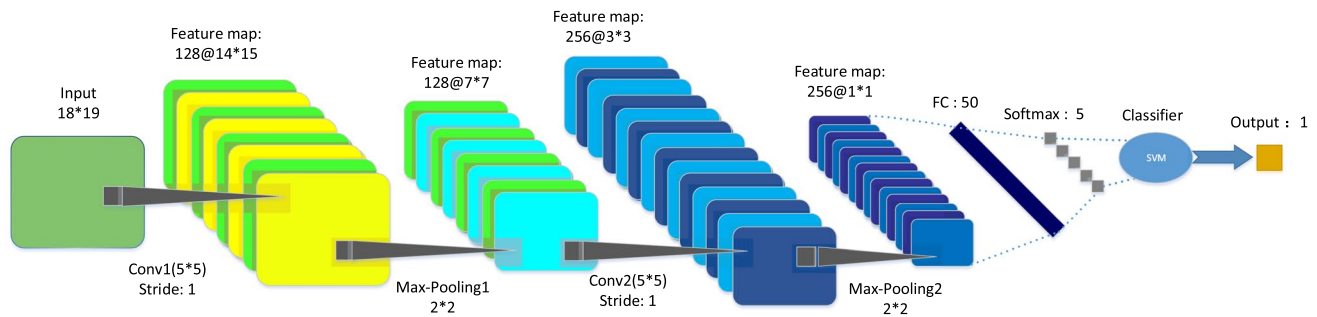 Input
18*19
Feature map:
128@14*15
Conv1(5*5)
Stride: 1
Feature map:
128@7*7
Max-Pooling1
2*2
Feature map:
256@3*3
Conv2(5*5)
Stride: 1
Feature map:
256@1*1
Max-Pooling2
2*2
FC : 50
Softmax : 5
Classifier
SVM
Output : 1